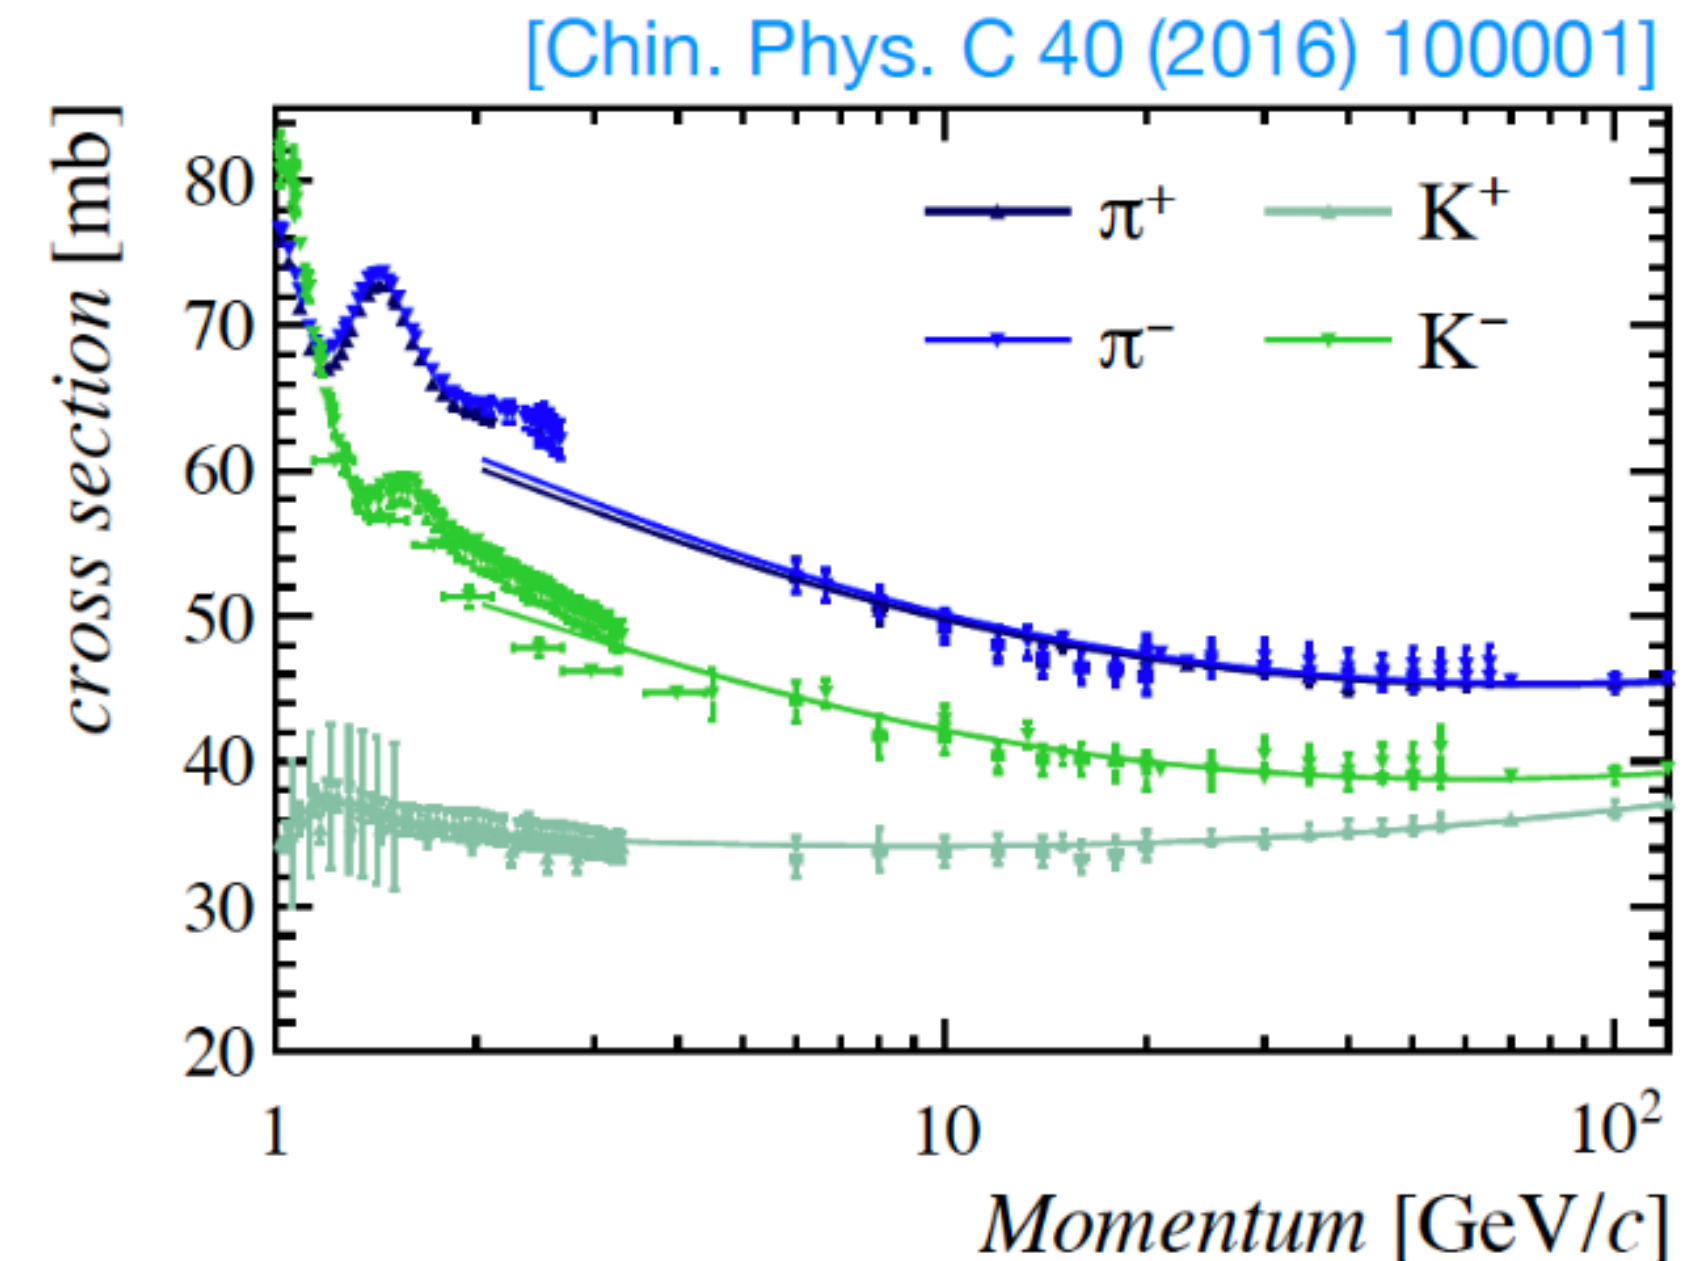 [Chin. Phys. C 40 (2016) 100001]
cross section [mb]
80
70
60
50
40
30
20
π⁺
K⁺
π⁻
K⁻
1
10
10²
Momentum [GeV/c]